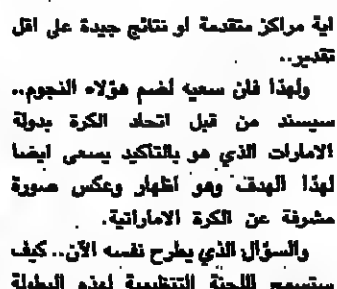 اية مراكز متقدمة او نتائج جيدة على اقل
تقدير..
ولهذا فان سعيه لضم هؤلاء النجوم..
سيسند من قبل اتحاد الكرة بدولة
الامارات الذي هو بالتأكيد يسعى ايضا
لهذا الهدف وهو اظهار وعكس صورة
مشرفة عن الكرة الاماراتية.
والسؤال الذي يطرح نفسه الآن.. كيف
ستسمح اللجنة التنظيمية لهذه البطولة